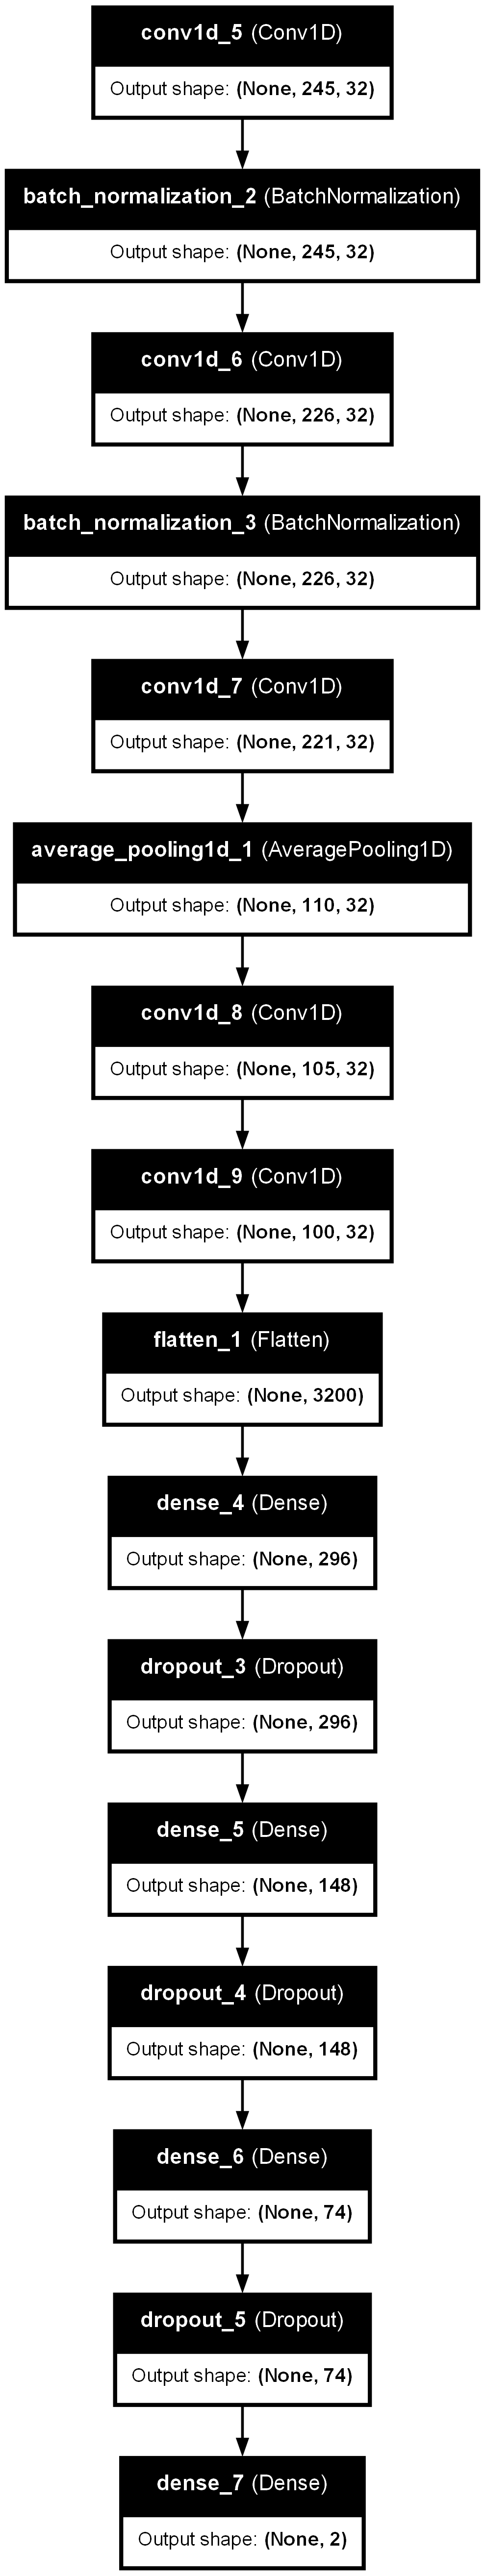 conv1d_5 (Conv1D)
Output shape: (None, 245, 32)
batch_normalization_2 (BatchNormalization)
Output shape: (None, 245, 32)
conv1d_6 (Conv1D)
Output shape: (None, 226, 32)
batch_normalization_3 (BatchNormalization)
Output shape: (None, 226, 32)
conv1d_7 (Conv1D)
Output shape: (None, 221, 32)
average_pooling1d_1 (AveragePooling1D)
Output shape: (None, 110, 32)
conv1d_8 (Conv1D)
Output shape: (None, 105, 32)
conv1d_9 (Conv1D)
Output shape: (None, 100, 32)
flatten_1 (Flatten)
Output shape: (None, 3200)
dense_4 (Dense)
Output shape: (None, 296)
dropout_3 (Dropout)
Output shape: (None, 296)
dense_5 (Dense)
Output shape: (None, 148)
dropout_4 (Dropout)
Output shape: (None, 148)
dense_6 (Dense)
Output shape: (None, 74)
dropout_5 (Dropout)
Output shape: (None, 74)
dense_7 (Dense)
Output shape: (None, 2)